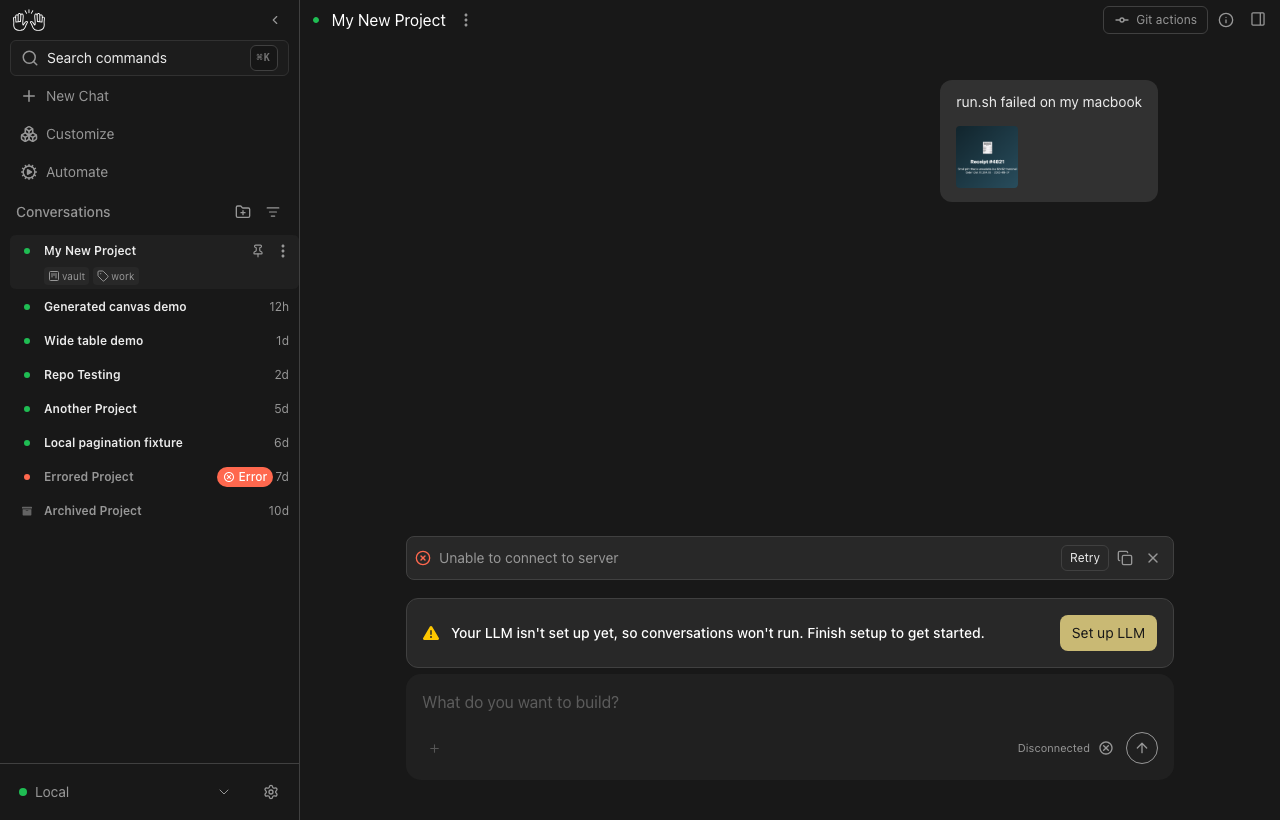 My New Project
Git actions
Search commands
⌘K
New Chat
Customize
Automate
Conversations
My New Project
vault
work
Generated canvas demo
12h
Wide table demo
1d
Repo Testing
2d
Another Project
5d
Local pagination fixture
6d
Errored Project
Error
7d
Archived Project
10d
Local
run.sh failed on my macbook
Receipt #4821
Unable to connect to server
Retry
Your LLM isn't set up yet, so conversations won't run. Finish setup to get started.
Set up LLM
What do you want to build?
Disconnected